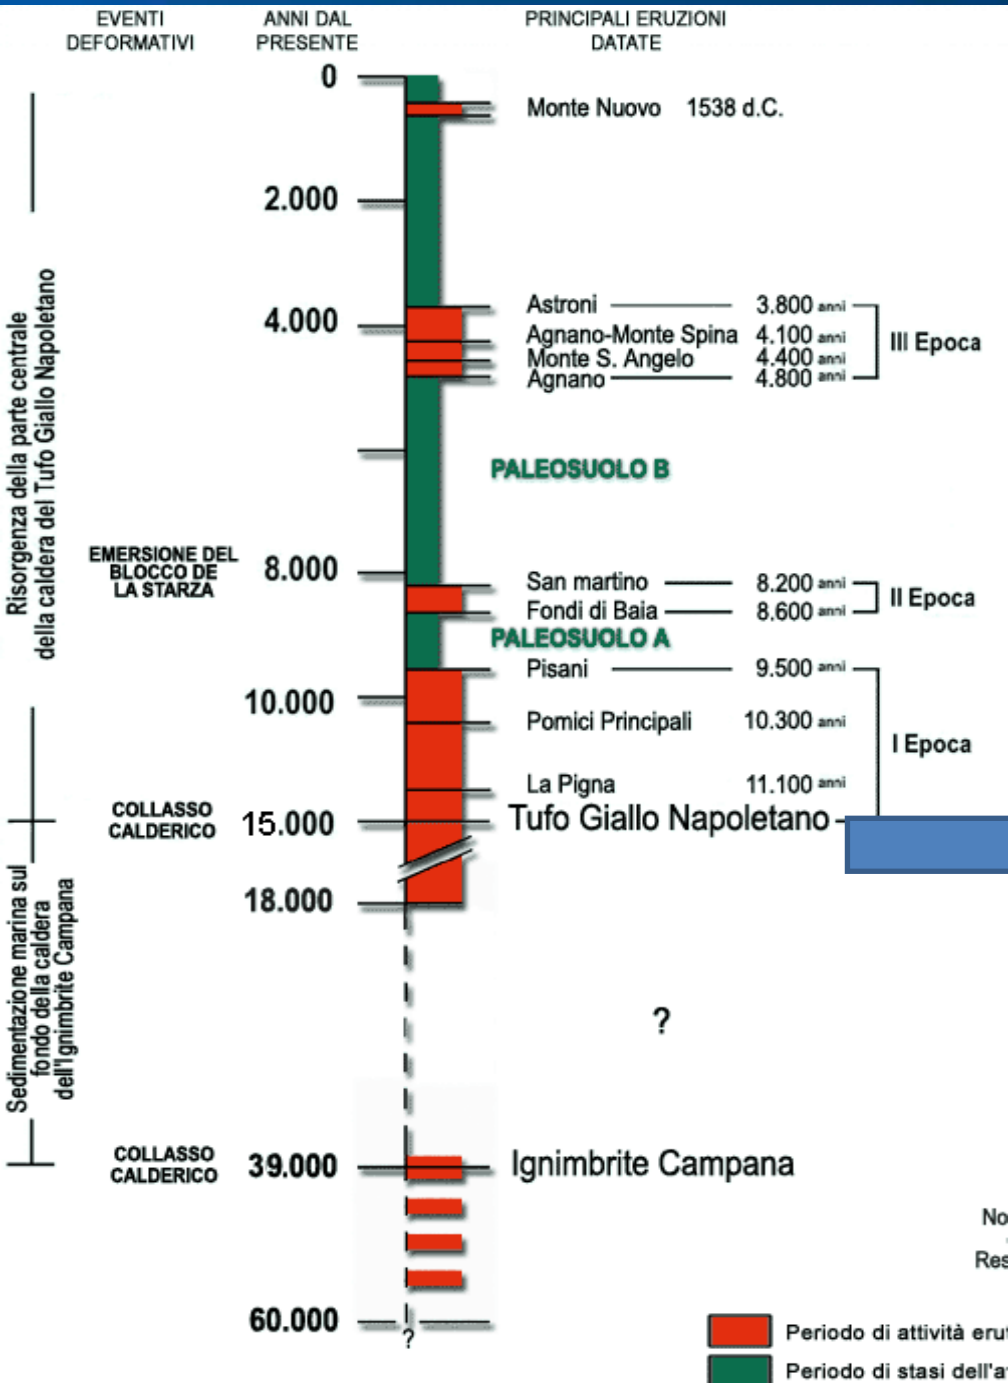 EVENTI
DEFORMATIVI
ANNI DAL
PRESENTE
PRINCIPALI ERUZIONI
DATATE
0
Monte Nuovo 1538 d.C.
2.000
Risorgenza della parte centrale
della caldera del Tufo Giallo Napoletano
4.000
Astroni 3.800 anni
Agnano-Monte Spina 4.100 anni
Monte S. Angelo 4.400 anni
Agnano 4.800 anni
III Epoca
PALEOSUOLO B
EMERSIONE DEL
BLOCCO DE
LA STARZA
8.000
San martino 8.200 anni
Fondi di Baia 8.600 anni
II Epoca
PALEOSUOLO A
Pisani 9.500 anni
10.000
Pomici Principali 10.300 anni
I Epoca
La Pigna 11.100 anni
COLLASSO
CALDERICO
15.000
Tufo Giallo Napoletano
18.000
Sedimentazione marina sul
fondo della caldera
dell'Ignimbrite Campana
?
COLLASSO
CALDERICO
39.000
Ignimbrite Campana
No
Res
60.000
?
Periodo di attività eru
Periodo di stasi dell'a